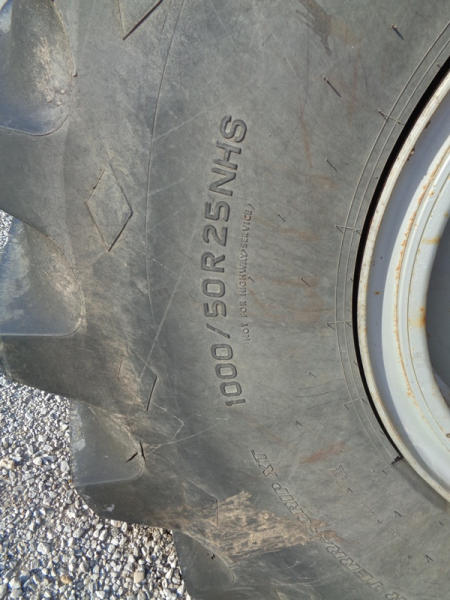 1000/50R25NHS
(NOT FOR HIGHWAY SERVICE)